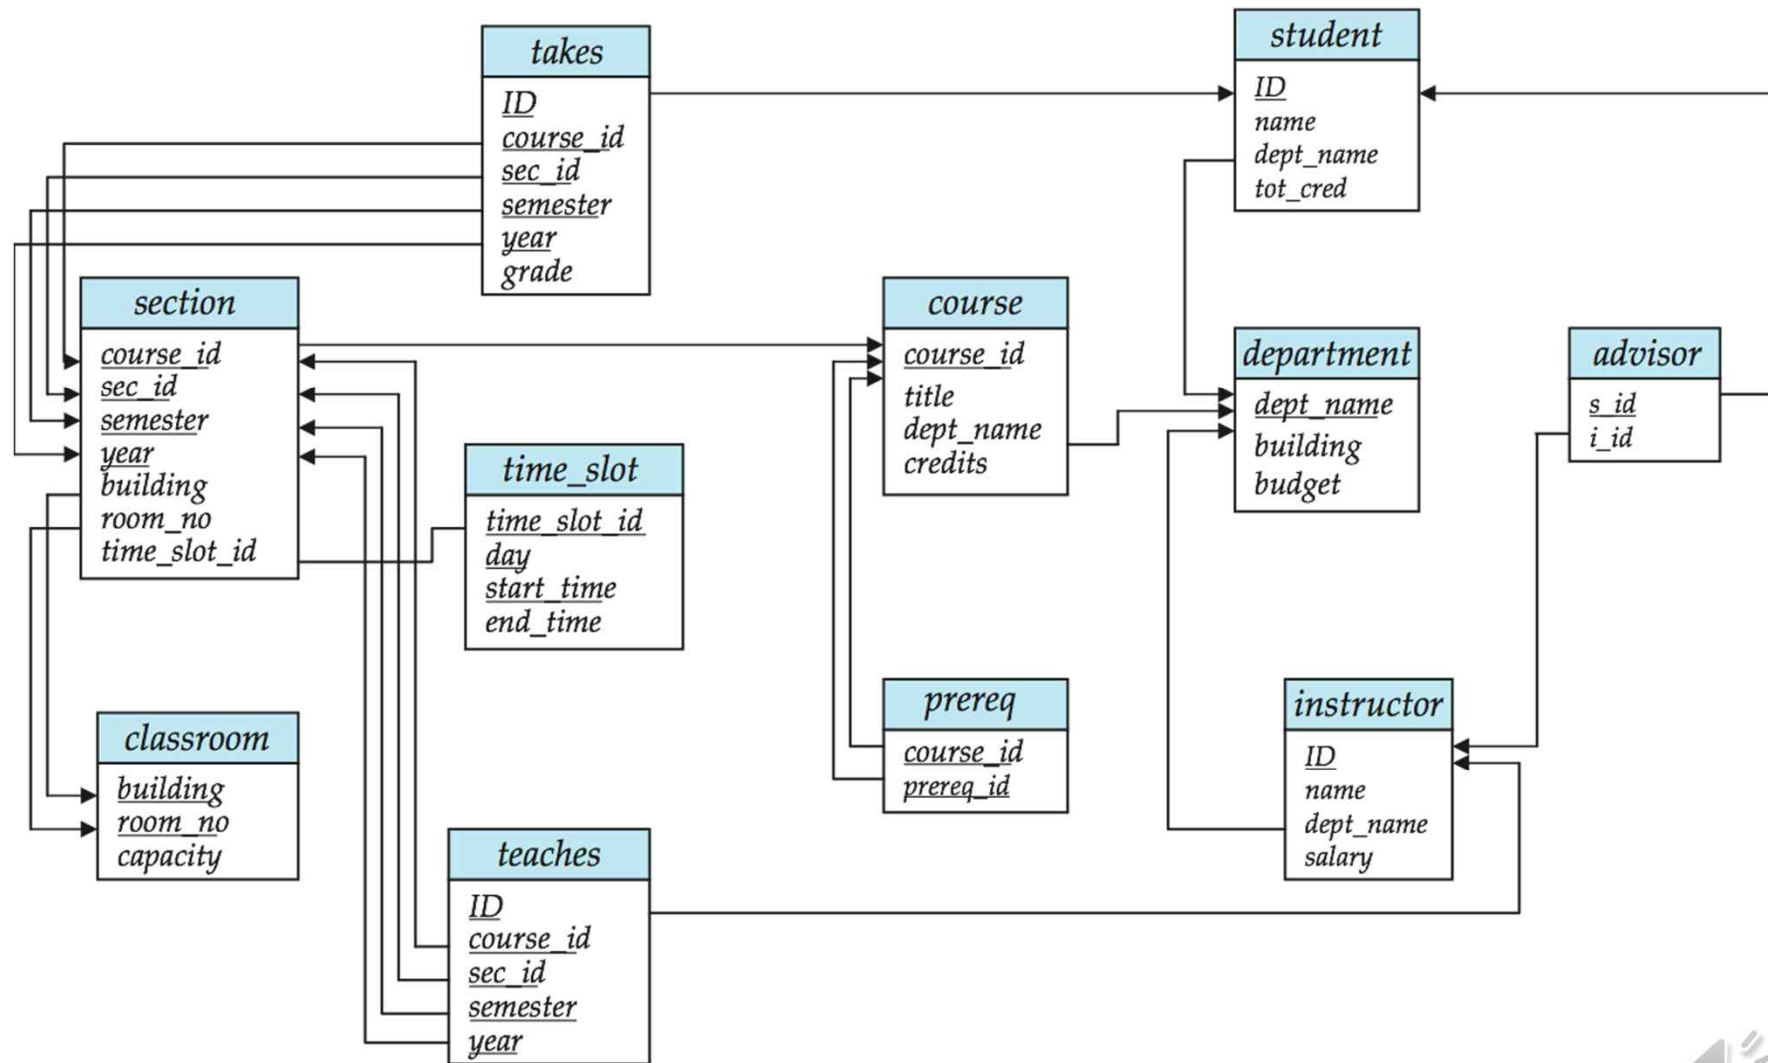 takes
ID
course_id
sec_id
semester
year
grade
student
ID
name
dept_name
tot_cred
section
course_id
sec_id
semester
year
building
room_no
time_slot_id
time_slot
time_slot_id
day
start_time
end_time
course
course_id
title
dept_name
credits
department
dept_name
building
budget
advisor
s_id
i_id
classroom
building
room_no
capacity
prereq
course_id
prereq_id
instructor
ID
name
dept_name
salary
teaches
ID
course_id
sec_id
semester
year